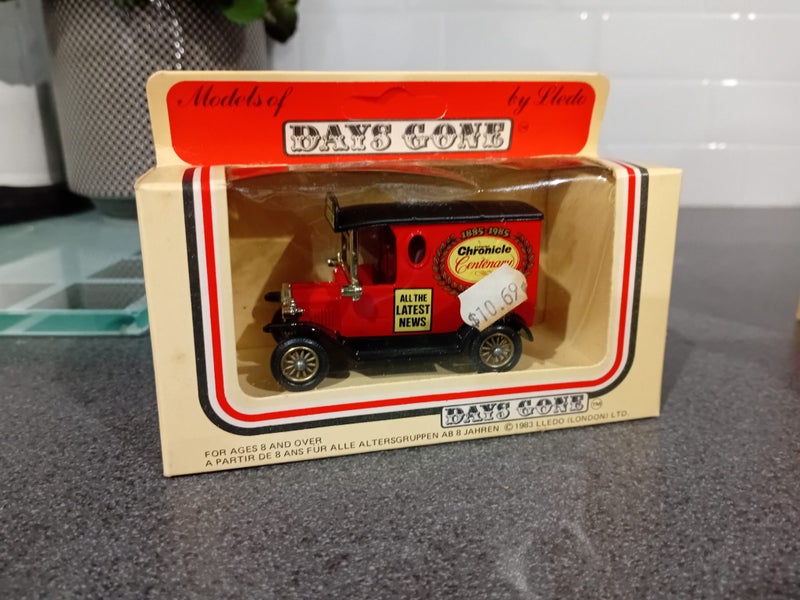 Models of by Lledo
DAYS GONE
1885-1985
Chronicle
Centenary
$10.69
ALL THE
LATEST
NEWS
DAYS GONE TM
FOR AGES 8 AND OVER
A PARTIR DE 8 ANS FÜR ALLE ALTERSGRUPPEN AB 8 JAHREN © 1983 LLEDO (LONDON) LTD.